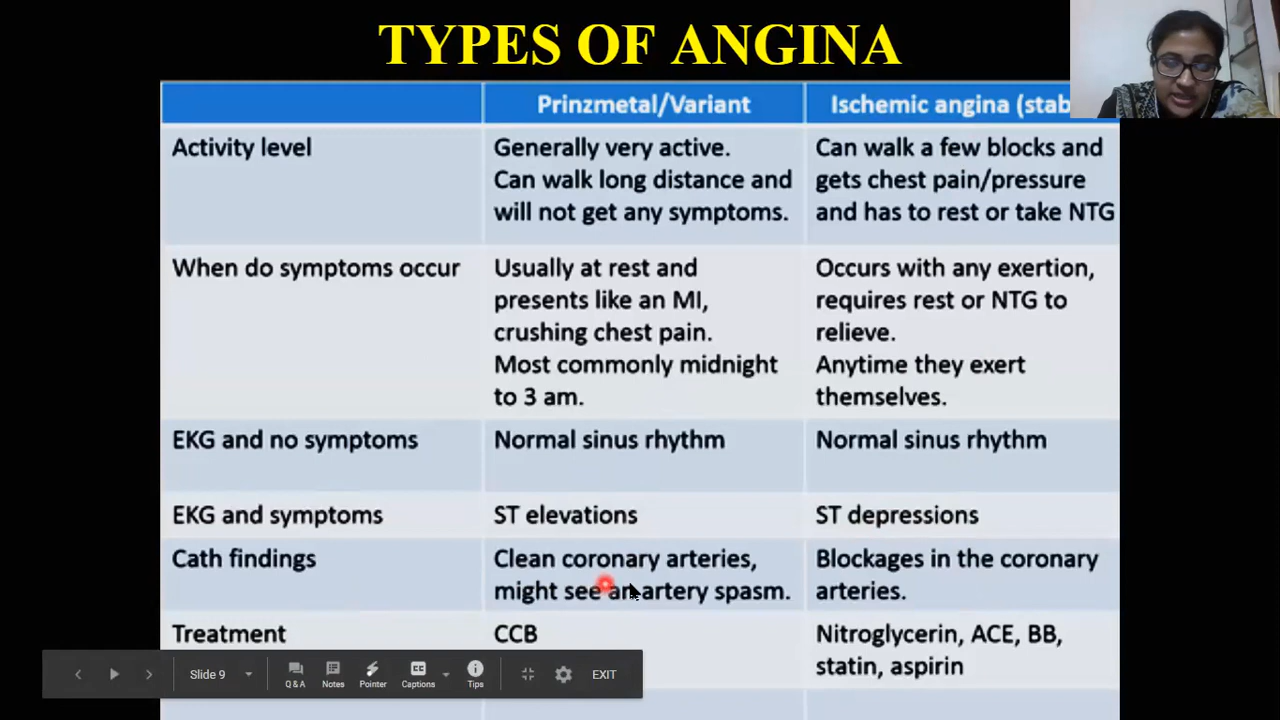 TYPES OF ANGINA
Prinzmetal/Variant
Ischemic angina (stab
Activity level
Generally very active.
Can walk long distance and
will not get any symptoms.
Can walk a few blocks and
gets chest pain/pressure
and has to rest or take NTG
When do symptoms occur
Usually at rest and
presents like an MI,
crushing chest pain.
Most commonly midnight
to 3 am.
Occurs with any exertion,
requires rest or NTG to
relieve.
Anytime they exert
themselves.
EKG and no symptoms
Normal sinus rhythm
Normal sinus rhythm
EKG and symptoms
ST elevations
ST depressions
Cath findings
Clean coronary arteries,
might see an artery spasm.
Blockages in the coronary
arteries.
Treatment
CCB
Nitroglycerin, ACE, BB,
statin, aspirin
Slide 9
Q & A
Notes
Pointer
Captions
Tips
EXIT